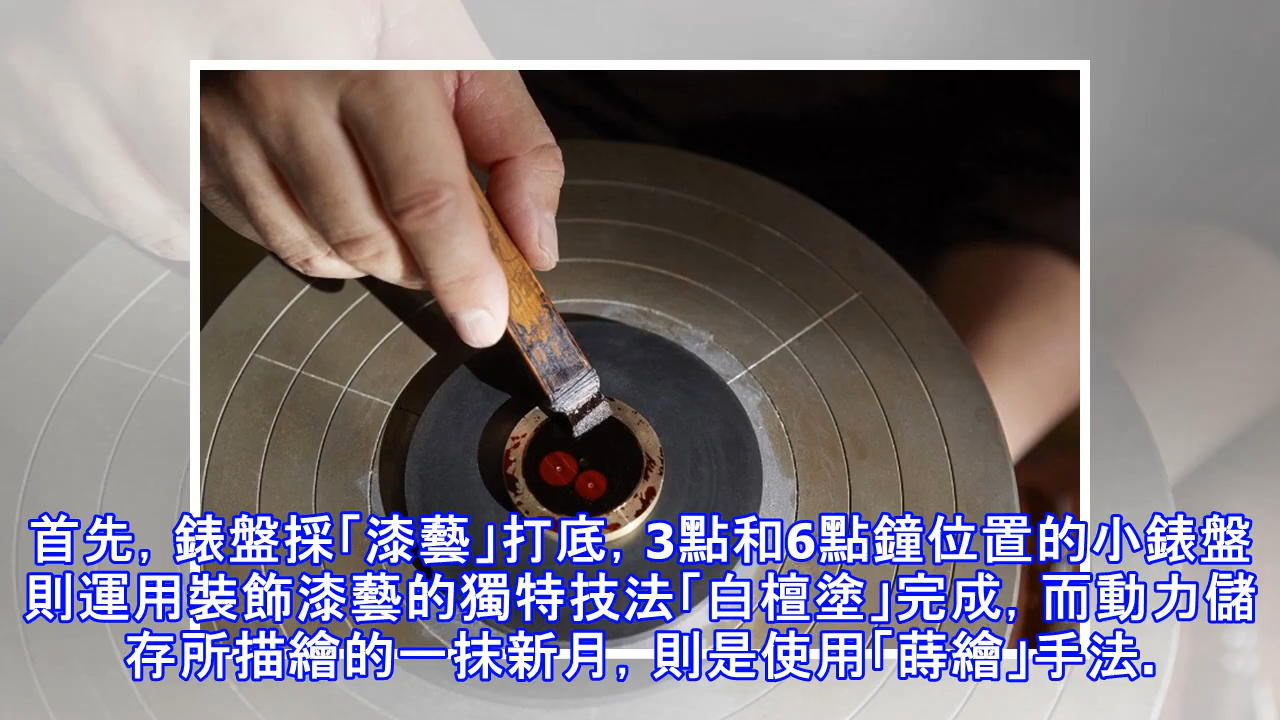 首先, 錶盤採「漆藝」打底, 3點和6點鐘位置的小錶盤
則運用裝飾漆藝的獨特技法「白檀塗」完成, 而動力儲
存所描繪的一抹新月, 則是使用「蒔繪」手法.